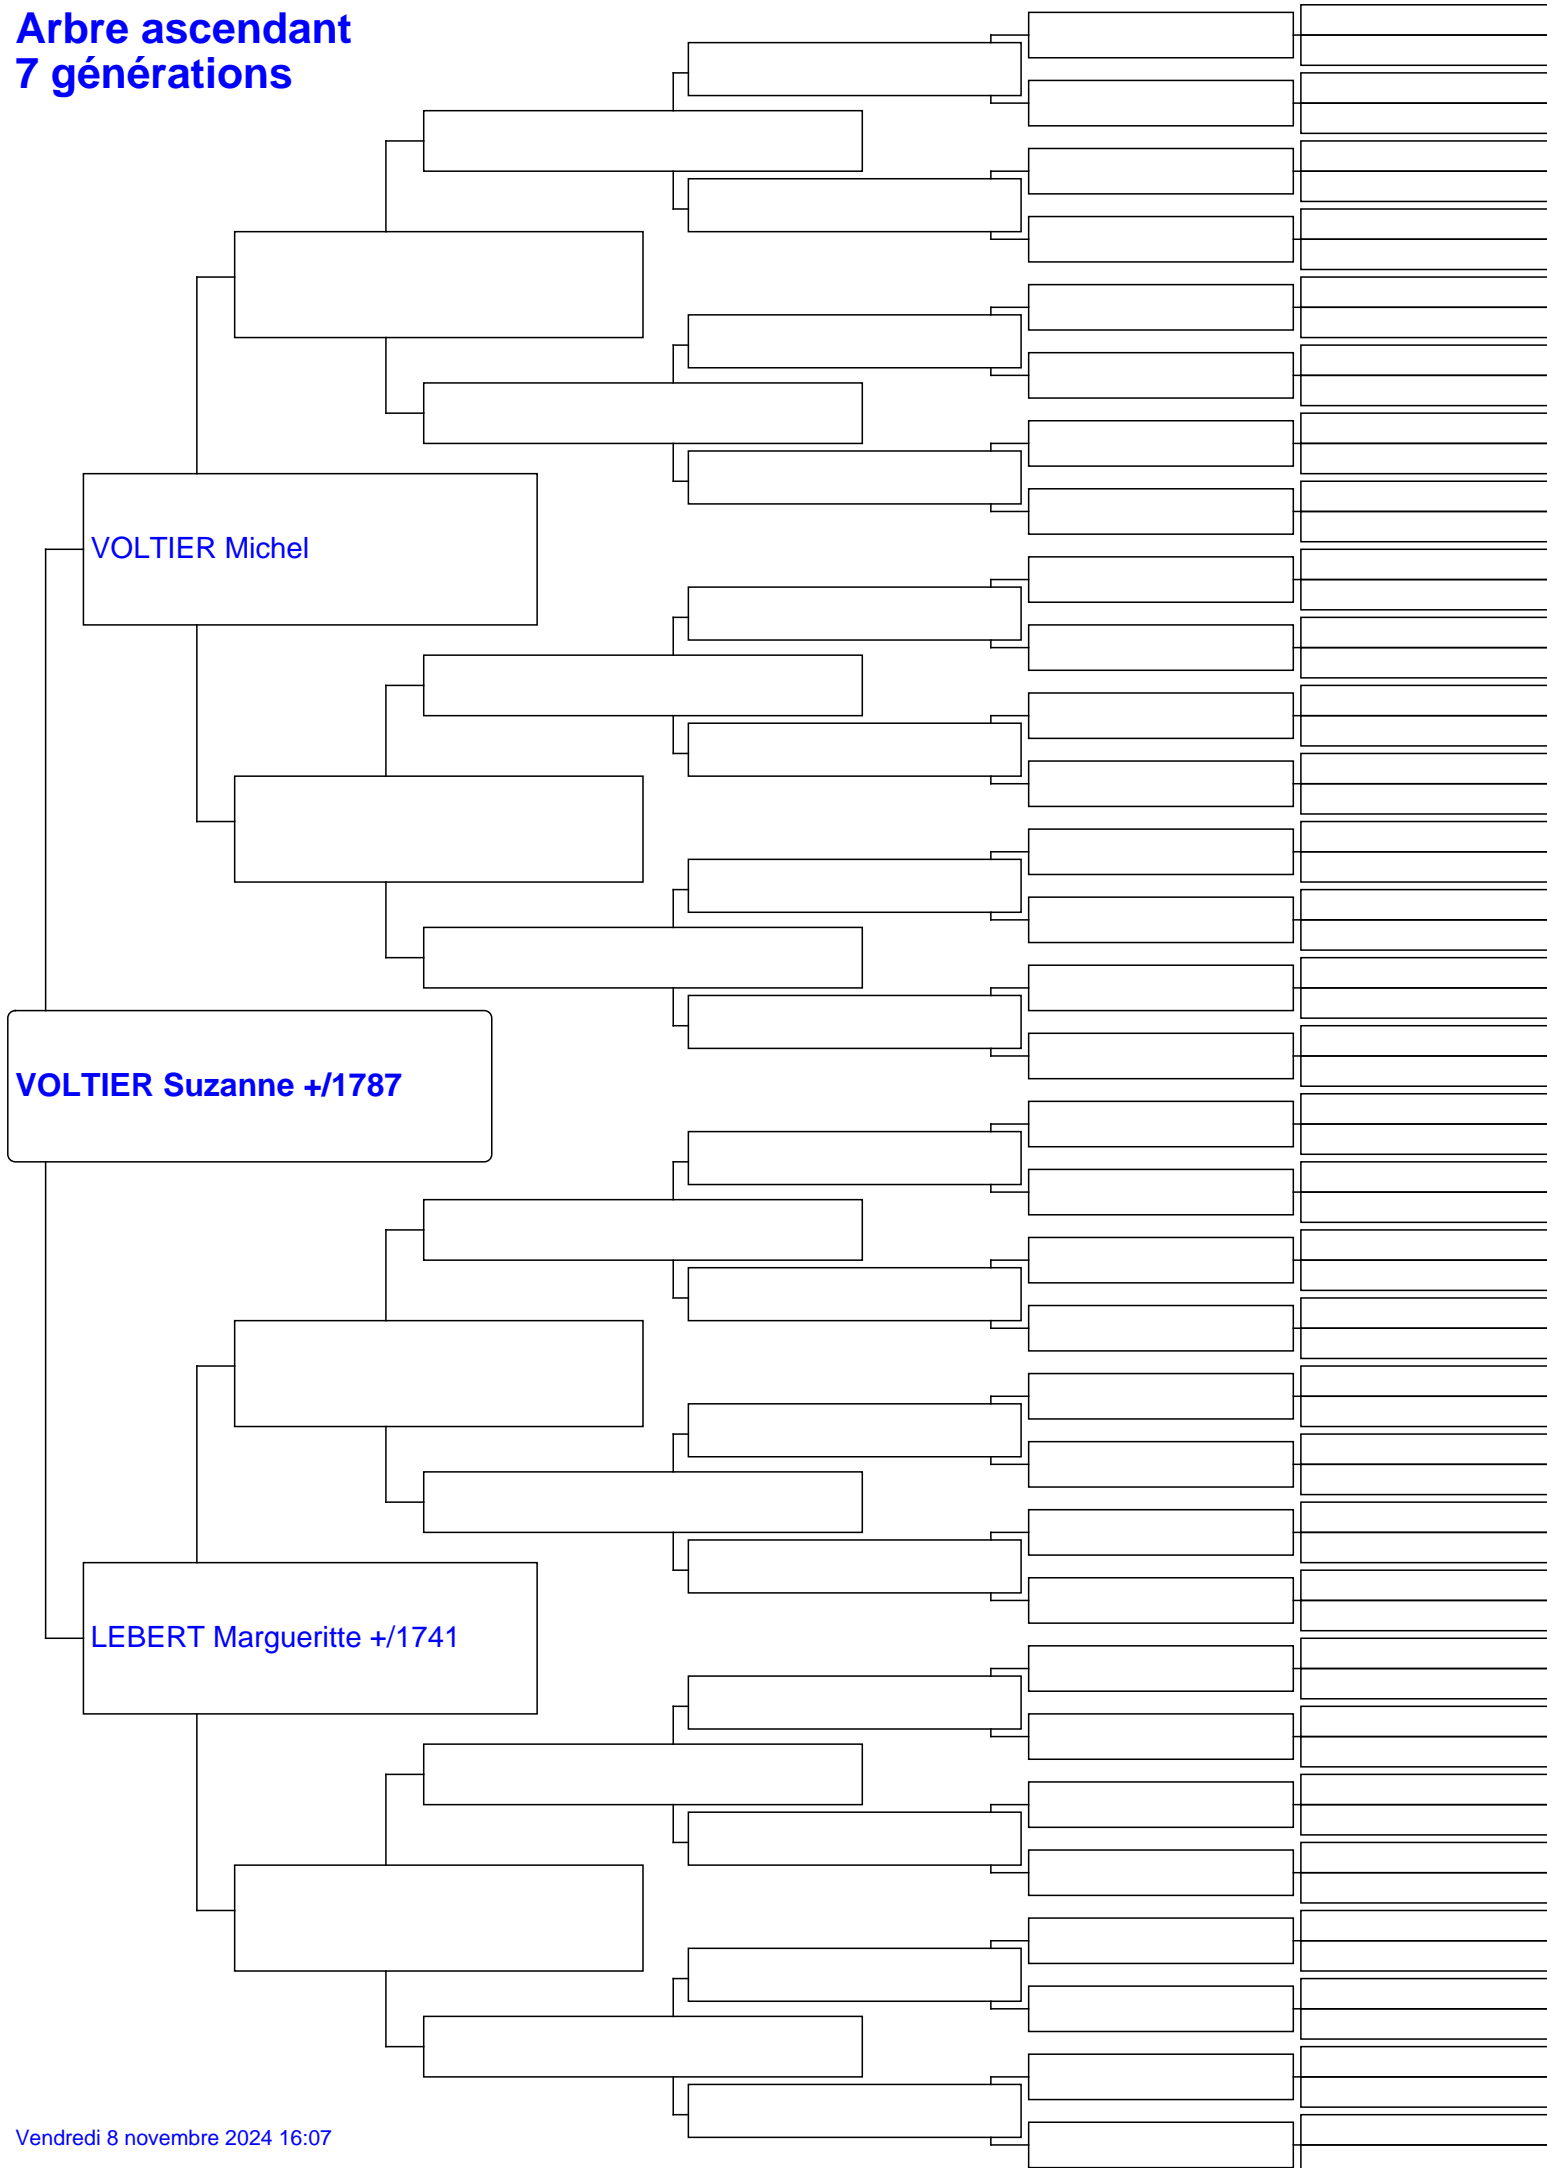 Arbre ascendant
7 générations
VOLTIER Michel
VOLTIER Suzanne +/1787
LEBERT Margueritte +/1741
Vendredi 8 novembre 2024 16:07